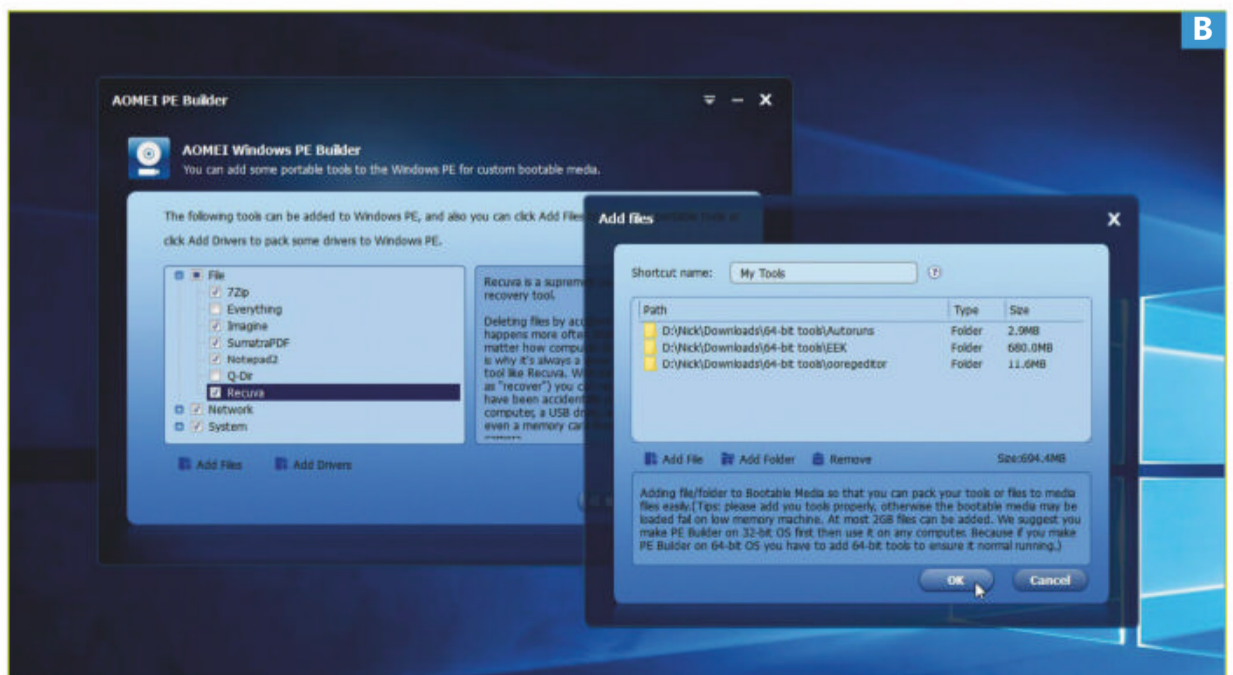 B
AOMEI PE Builder
AOMEI Windows PE Builder
You can add some portable tools to the Windows PE for custom bootable media.
The following tools can be added to Windows PE, and also you can click Add Files
click Add Drivers to pack some drivers to Windows PE.
File
7Zip
Everything
Imagine
SumatraPDF
Notepad2
Q-Dir
Recuva
Network
System
Recuva is a suprem
recovery tool.
Deleting files by acc
happens more ofte
matter how compu
is why it's always a
tool like Recuva. W
as "recover") you c
have been acciden
computer, a USB dr
even a memory car
Add Files Add Drivers
Add files
Shortcut name: My Tools
Path Type Size
D:\Nick\Downloads\64-bit tools\Autoruns Folder 2.9MB
D:\Nick\Downloads\64-bit tools\EEK Folder 680.0MB
D:\Nick\Downloads\64-bit tools\ooregeditor Folder 11.6MB
Add File Add Folder Remove Size:694.4MB
Adding file/folder to Bootable Media so that you can pack your tools or files to media
files easily.(Tips: please add you tools properly, otherwise the bootable media may be
loaded fail on low memory machine. At most 2GB files can be added. We suggest you
make PE Builder on 32-bit OS first then use it on any computer. Because if you make
PE Builder on 64-bit OS you have to add 64-bit tools to ensure it normal running.)
OK Cancel